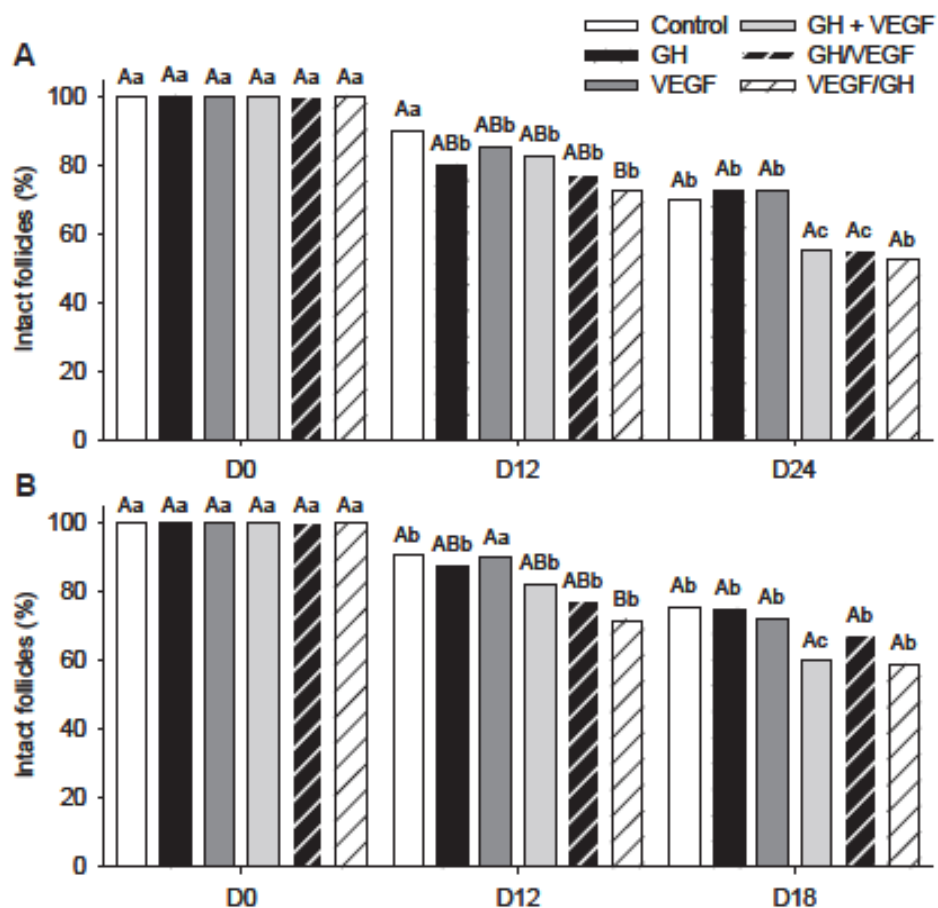 Control
GH + VEGF
GH
GH/VEGF
VEGF
VEGF/GH
A
Aa Aa Aa Aa Aa Aa
Aa ABb ABb ABb ABb Bb
Ab Ab Ab Ac Ac Ab
Intact follicles (%)
100
80
60
40
20
0
D0 D12 D24
B
Aa Aa Aa Aa Aa Aa
Ab ABb Aa ABb ABb Bb
Ab Ab Ab Ac Ab Ab
Intact follicles (%)
100
80
60
40
20
0
D0 D12 D18